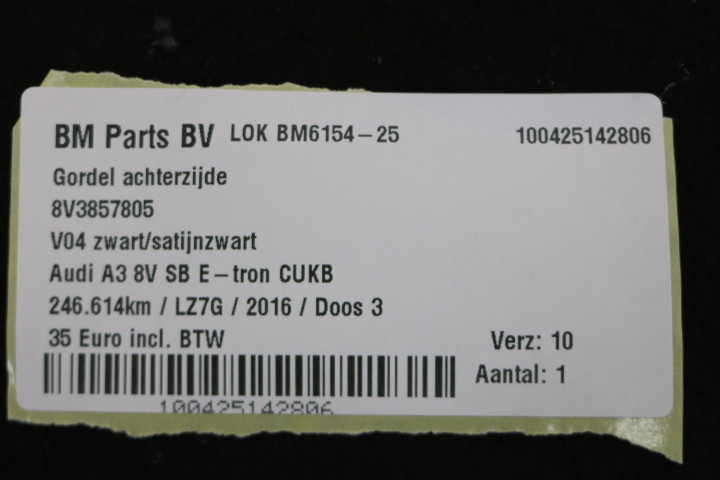 BM Parts BV LOK BM6154-25 100425142806
Gordel achterzijde
8V3857805
V04 zwart/satijnzwart
Audi A3 8V SB E-tron CUKB
246.614km / LZ7G / 2016 / Doos 3
35 Euro incl. BTW Verz: 10
Aantal: 1
100425142806